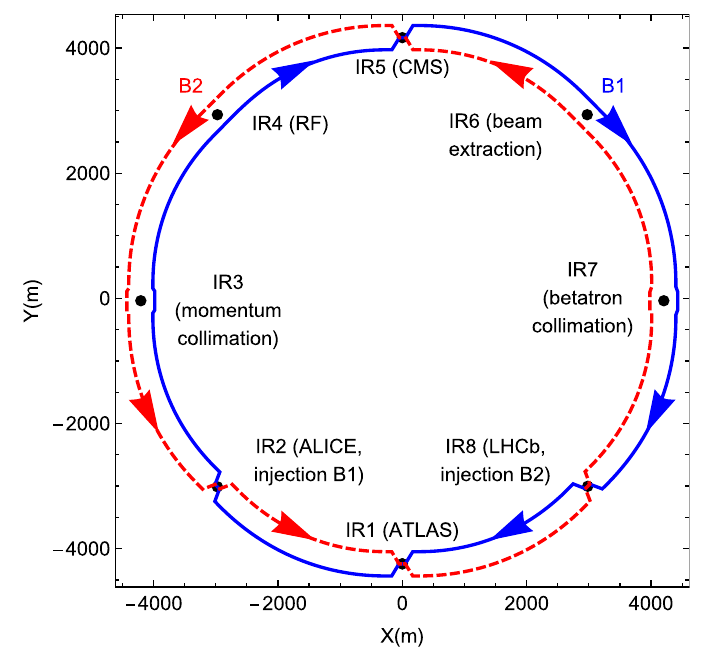 4000
2000
0
−2000
−4000
Y(m)
−4000
−2000
0
2000
4000
X(m)
IR5 (CMS)
B2
B1
IR4 (RF)
IR6 (beam
extraction)
IR3
(momentum
collimation)
IR7
(betatron
collimation)
IR2 (ALICE,
injection B1)
IR8 (LHCb,
injection B2)
IR1 (ATLAS)